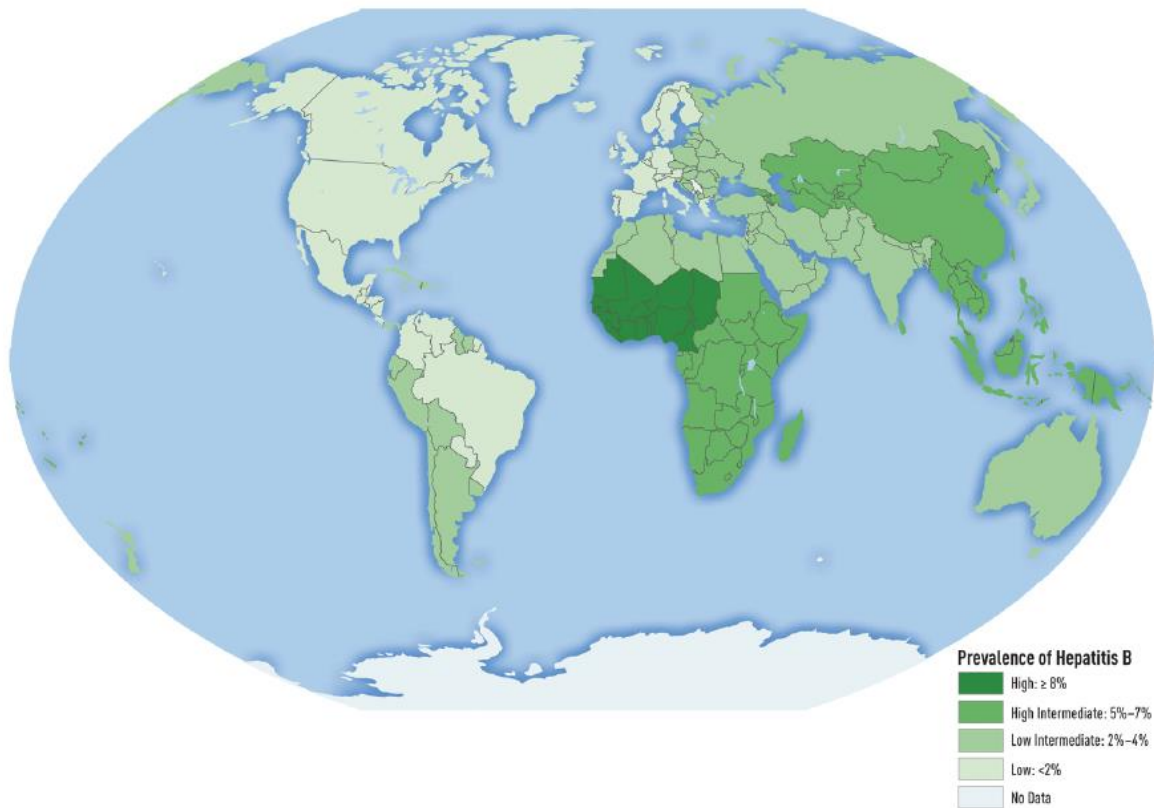 Prevalence of Hepatitis B
High: ≥ 8%
High Intermediate: 5%–7%
Low Intermediate: 2%–4%
Low: <2%
No Data